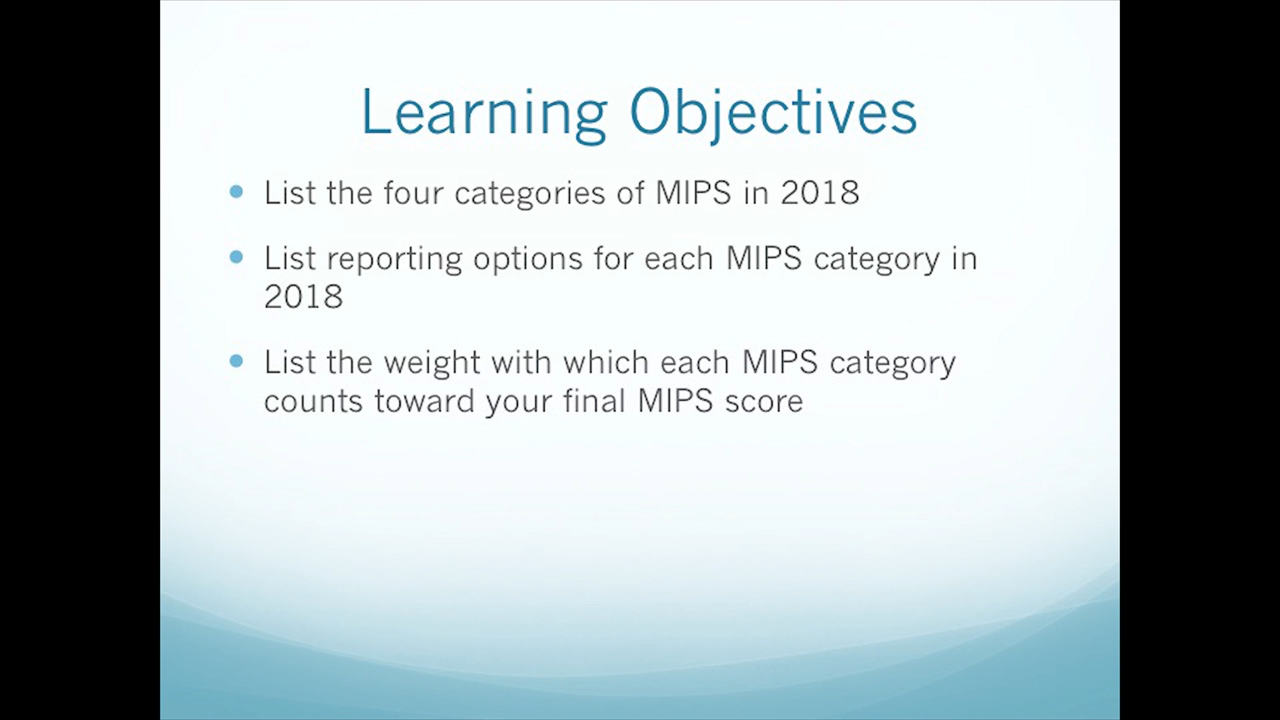 Learning Objectives
• List the four categories of MIPS in 2018
• List reporting options for each MIPS category in
2018
• List the weight with which each MIPS category
counts toward your final MIPS score